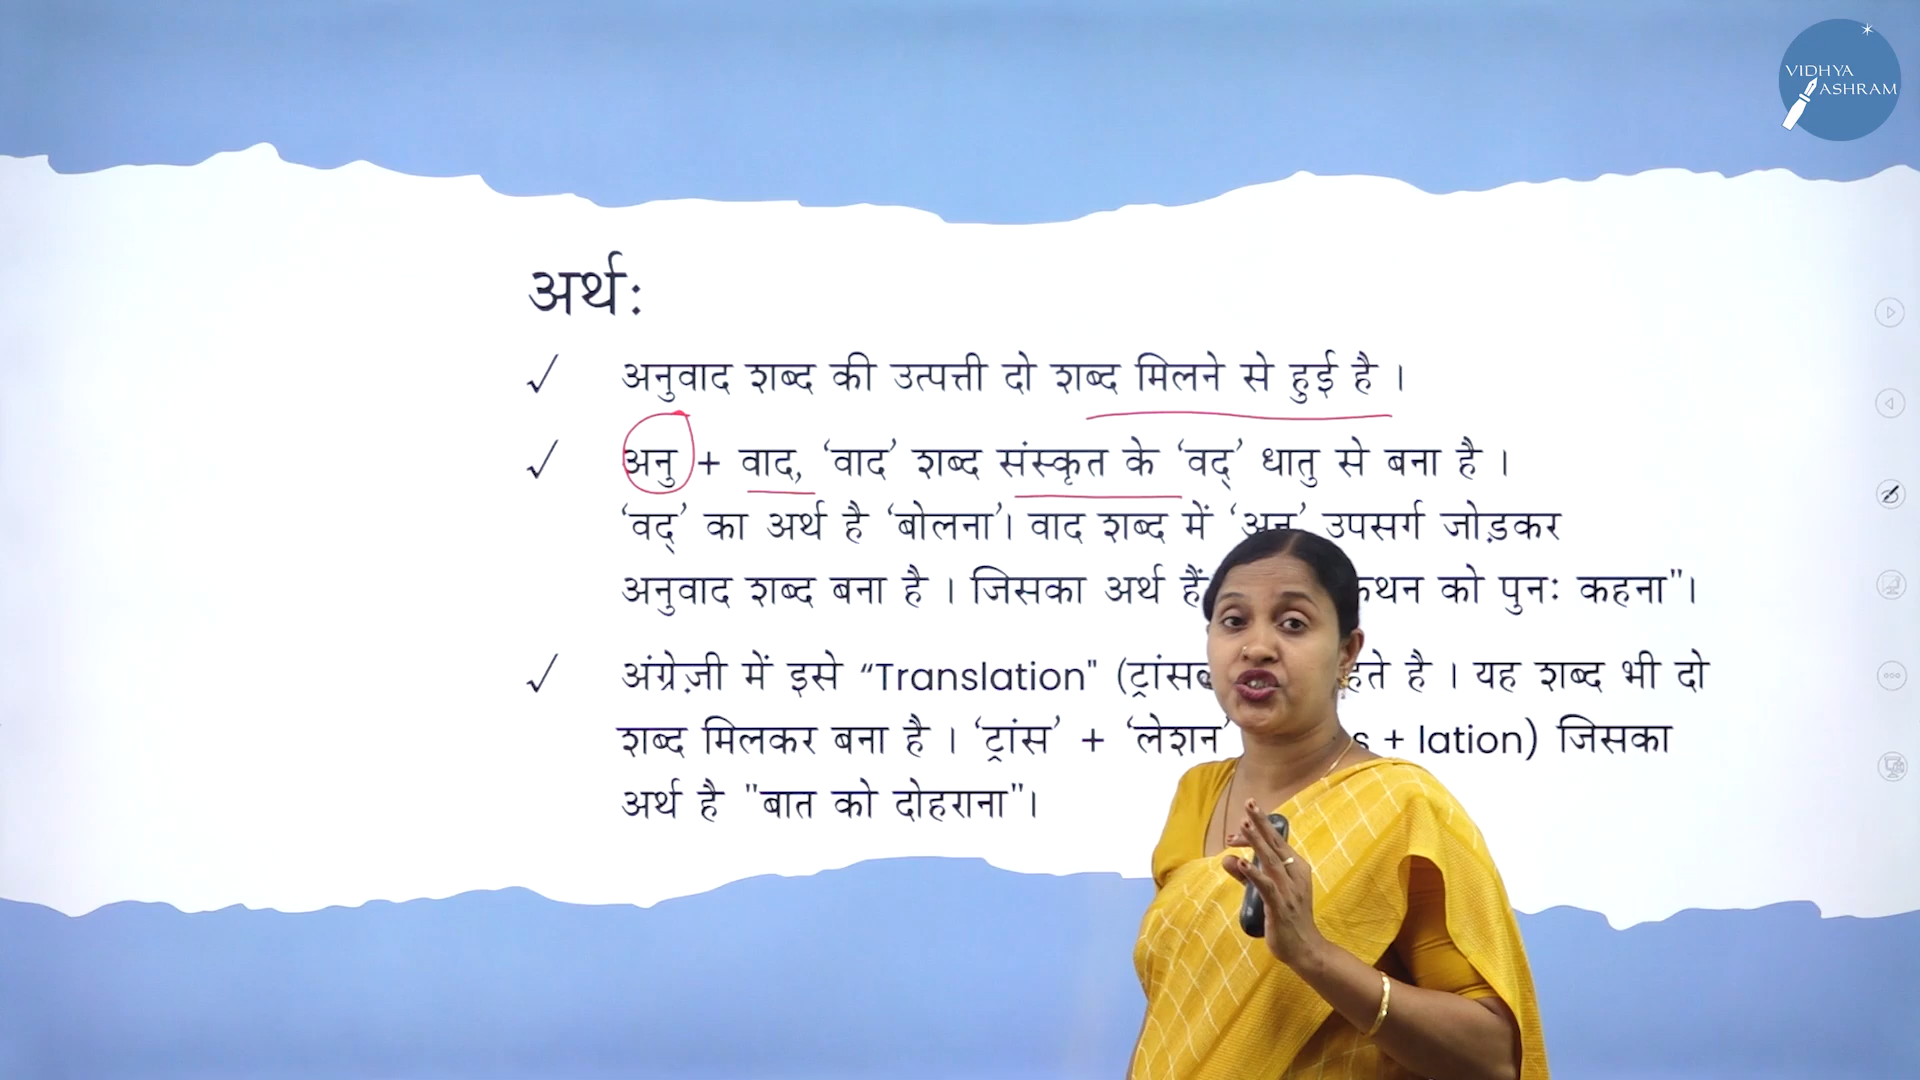 VIDHYA
ASHRAM
अर्थ:
✓ अनुवाद शब्द की उत्पत्ती दो शब्द मिलने से हुई है ।
✓ अनु + वाद, ‘वाद’ शब्द संस्कृत के ‘वद्’ धातु से बना है ।
‘वद्’ का अर्थ है ‘बोलना’। वाद शब्द में ‘अनु’ उपसर्ग जोड़कर
अनुवाद शब्द बना है । जिसका अर्थ हैं कथन को पुनः कहना"।
✓ अंग्रेज़ी में इसे “Translation" है । यह शब्द भी दो
शब्द मिलकर बना है । ‘ट्रांस’ + ‘लेशन’ + lation) जिसका
अर्थ है "बात को दोहराना"।